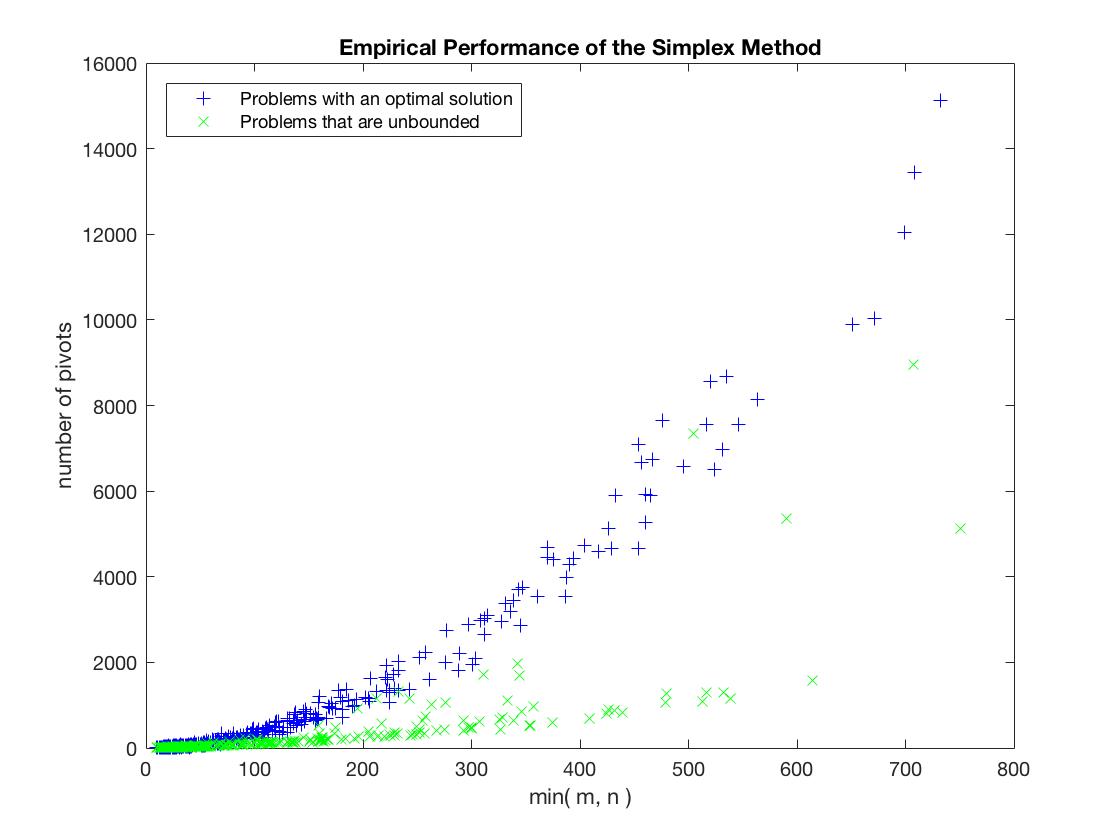 Empirical Performance of the Simplex Method
16000
14000
12000
10000
8000
6000
4000
2000
0
number of pivots
Problems with an optimal solution
Problems that are unbounded
0 100 200 300 400 500 600 700 800
min( m, n )